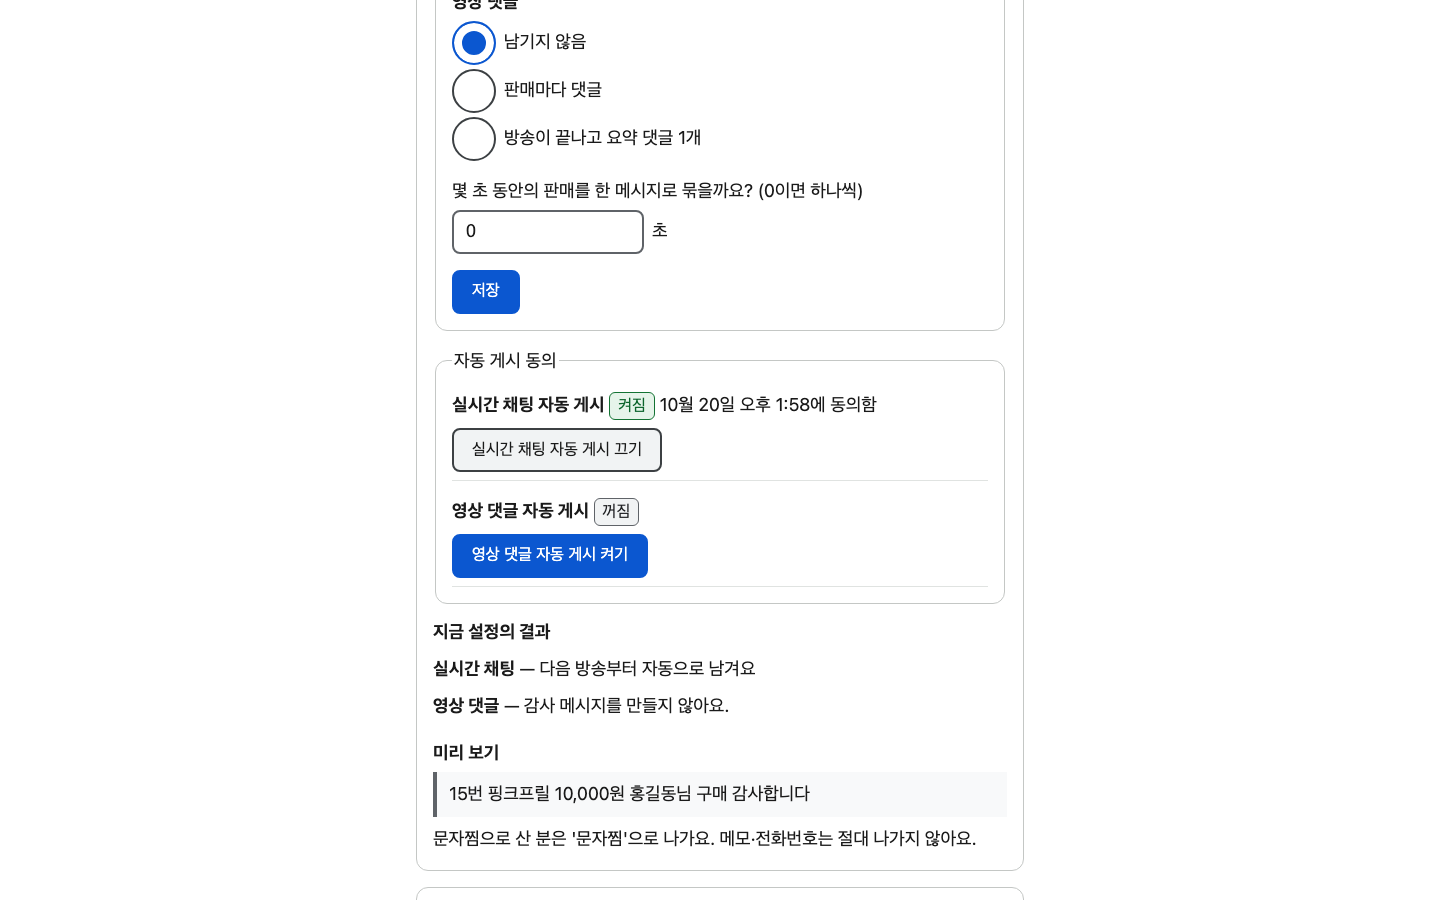 영상 댓글
남기지 않음
판매마다 댓글
방송이 끝나고 요약 댓글 1개
몇 초 동안의 판매를 한 메시지로 묶을까요? (0이면 하나씩)
0 초
저장
자동 게시 동의
실시간 채팅 자동 게시 켜짐 10월 20일 오후 1:58에 동의함
실시간 채팅 자동 게시 끄기
영상 댓글 자동 게시 꺼짐
영상 댓글 자동 게시 켜기
지금 설정의 결과
실시간 채팅 — 다음 방송부터 자동으로 남겨요
영상 댓글 — 감사 메시지를 만들지 않아요.
미리 보기
15번 핑크프릴 10,000원 홍길동님 구매 감사합니다
문자찜으로 산 분은 '문자찜'으로 나가요. 메모·전화번호는 절대 나가지 않아요.